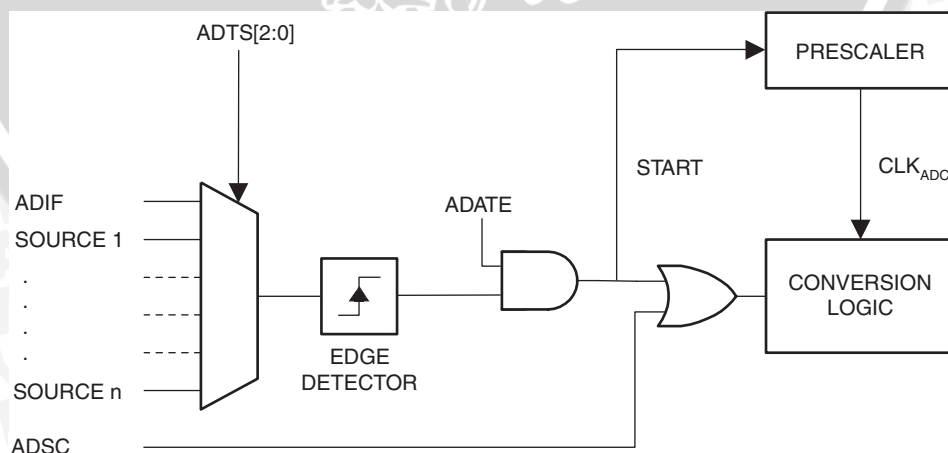 ADTS[2:0]
PRESCALER
START
CLKADC
ADIF
SOURCE 1
.
.
.
.
SOURCE n
ADSC
ADATE
EDGE
DETECTOR
CONVERSION
LOGIC